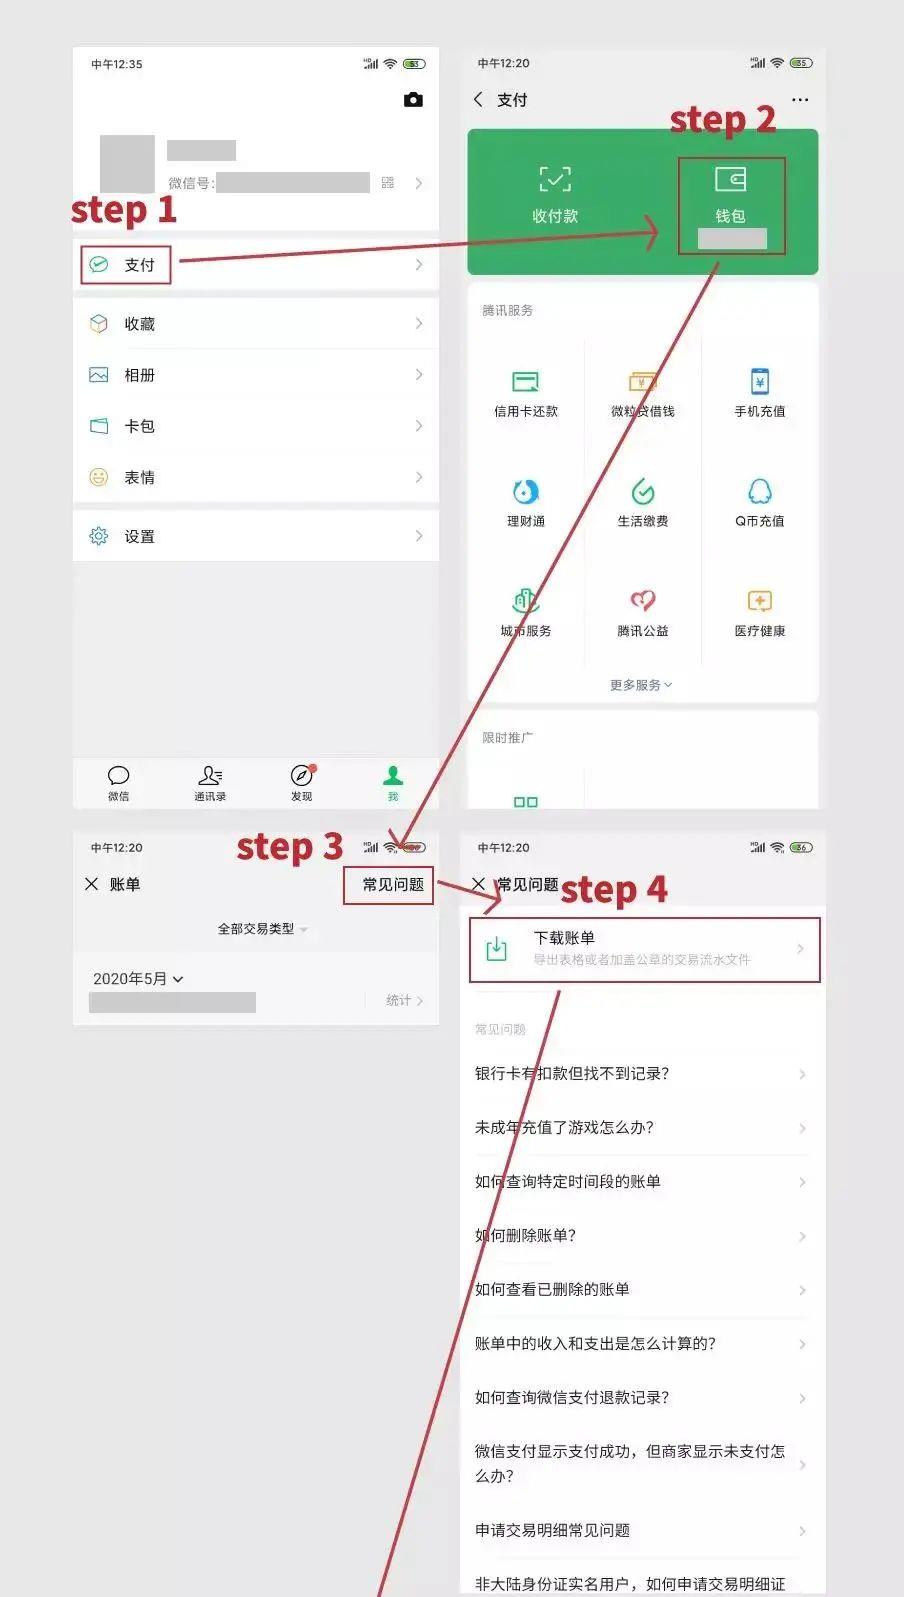 中午12:35
53
微信号:
step 1
支付
收藏
相册
卡包
表情
设置
微信
通讯录
发现
我
中午12:20
35
支付
step 2
收付款
钱包
腾讯服务
信用卡还款
微粒贷借钱
手机充值
理财通
生活缴费
Q币充值
城市服务
腾讯公益
医疗健康
更多服务
限时推广
中午12:20
step 3
账单
常见问题
全部交易类型
2020年5月
统计
中午12:20
36
常见问题
step 4
下载账单
导出表格或者加盖公章的交易流水文件
常见问题
银行卡有扣款但找不到记录?
未成年充值了游戏怎么办?
如何查询特定时间段的账单
如何删除账单?
如何查看已删除的账单
账单中的收入和支出是怎么计算的?
如何查询微信支付退款记录?
微信支付显示支付成功，但商家显示未支付怎
么办?
申请交易明细常见问题
非大陆身份证实名用户，如何申请交易明细证